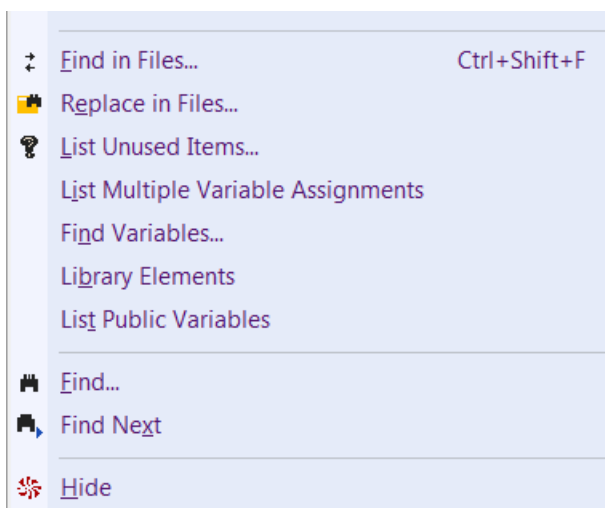 Find in Files... Ctrl+Shift+F
Replace in Files...
List Unused Items...
List Multiple Variable Assignments
Find Variables...
Library Elements
List Public Variables
Find...
Find Next
Hide